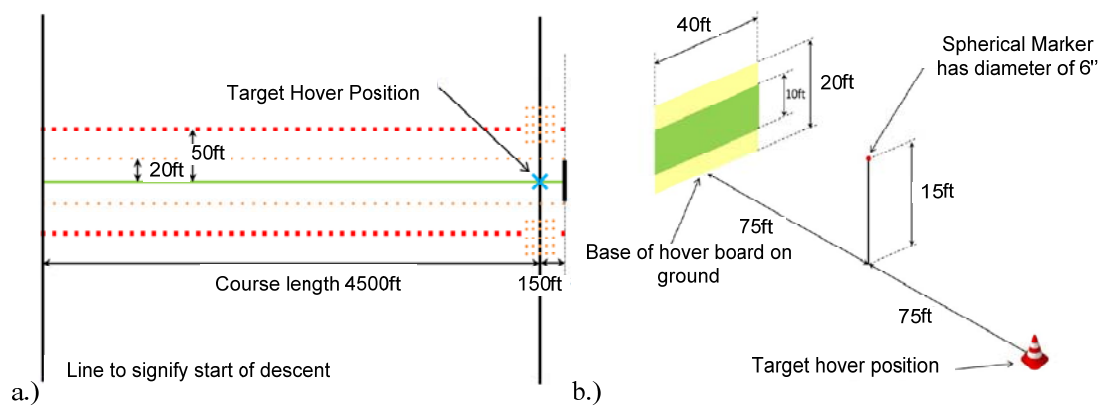 Target Hover Position
50ft
20ft
Course length 4500ft
150ft
Line to signify start of descent
a.)
40ft
Spherical Marker
has diameter of 6”
20ft
10ft
15ft
75ft
Base of hover board on
ground
75ft
Target hover position
b.)